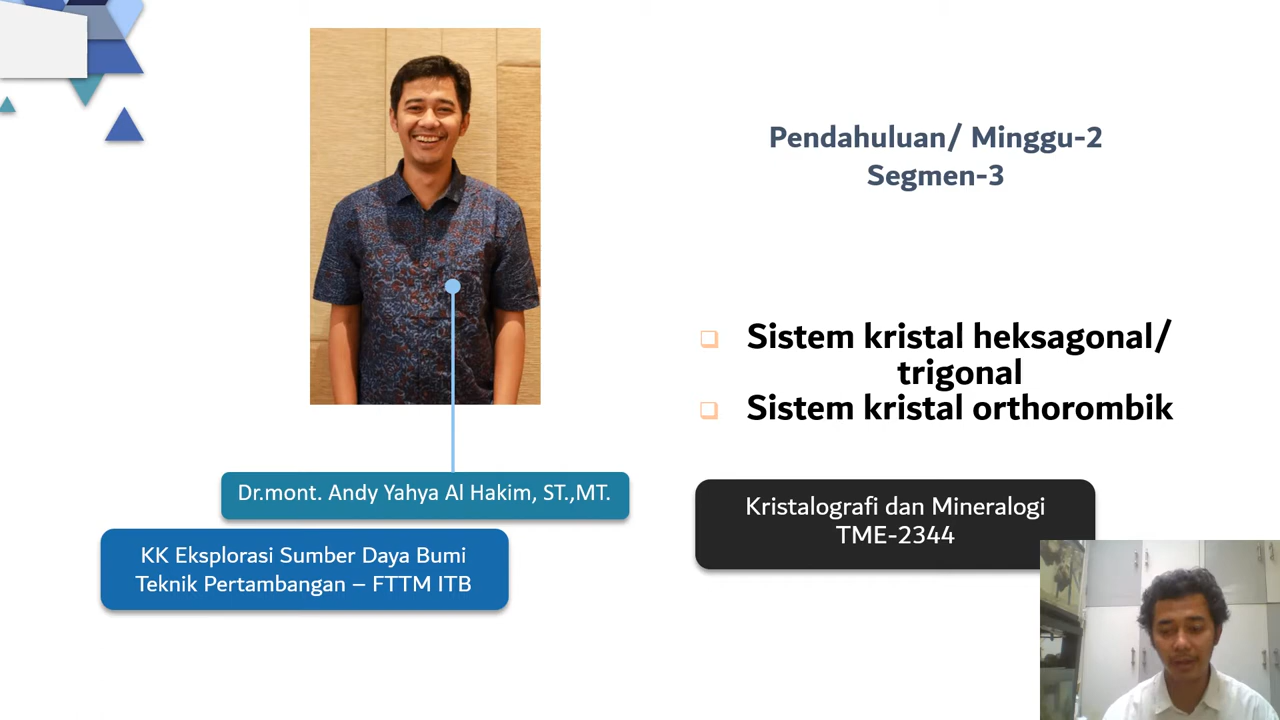 Pendahuluan/ Minggu-2
Segmen-3
Sistem kristal heksagonal/
trigonal
Sistem kristal orthorombik
Dr.mont. Andy Yahya Al Hakim, ST.,MT.
KK Eksplorasi Sumber Daya Bumi
Teknik Pertambangan – FTTM ITB
Kristalografi dan Mineralogi
TME-2344